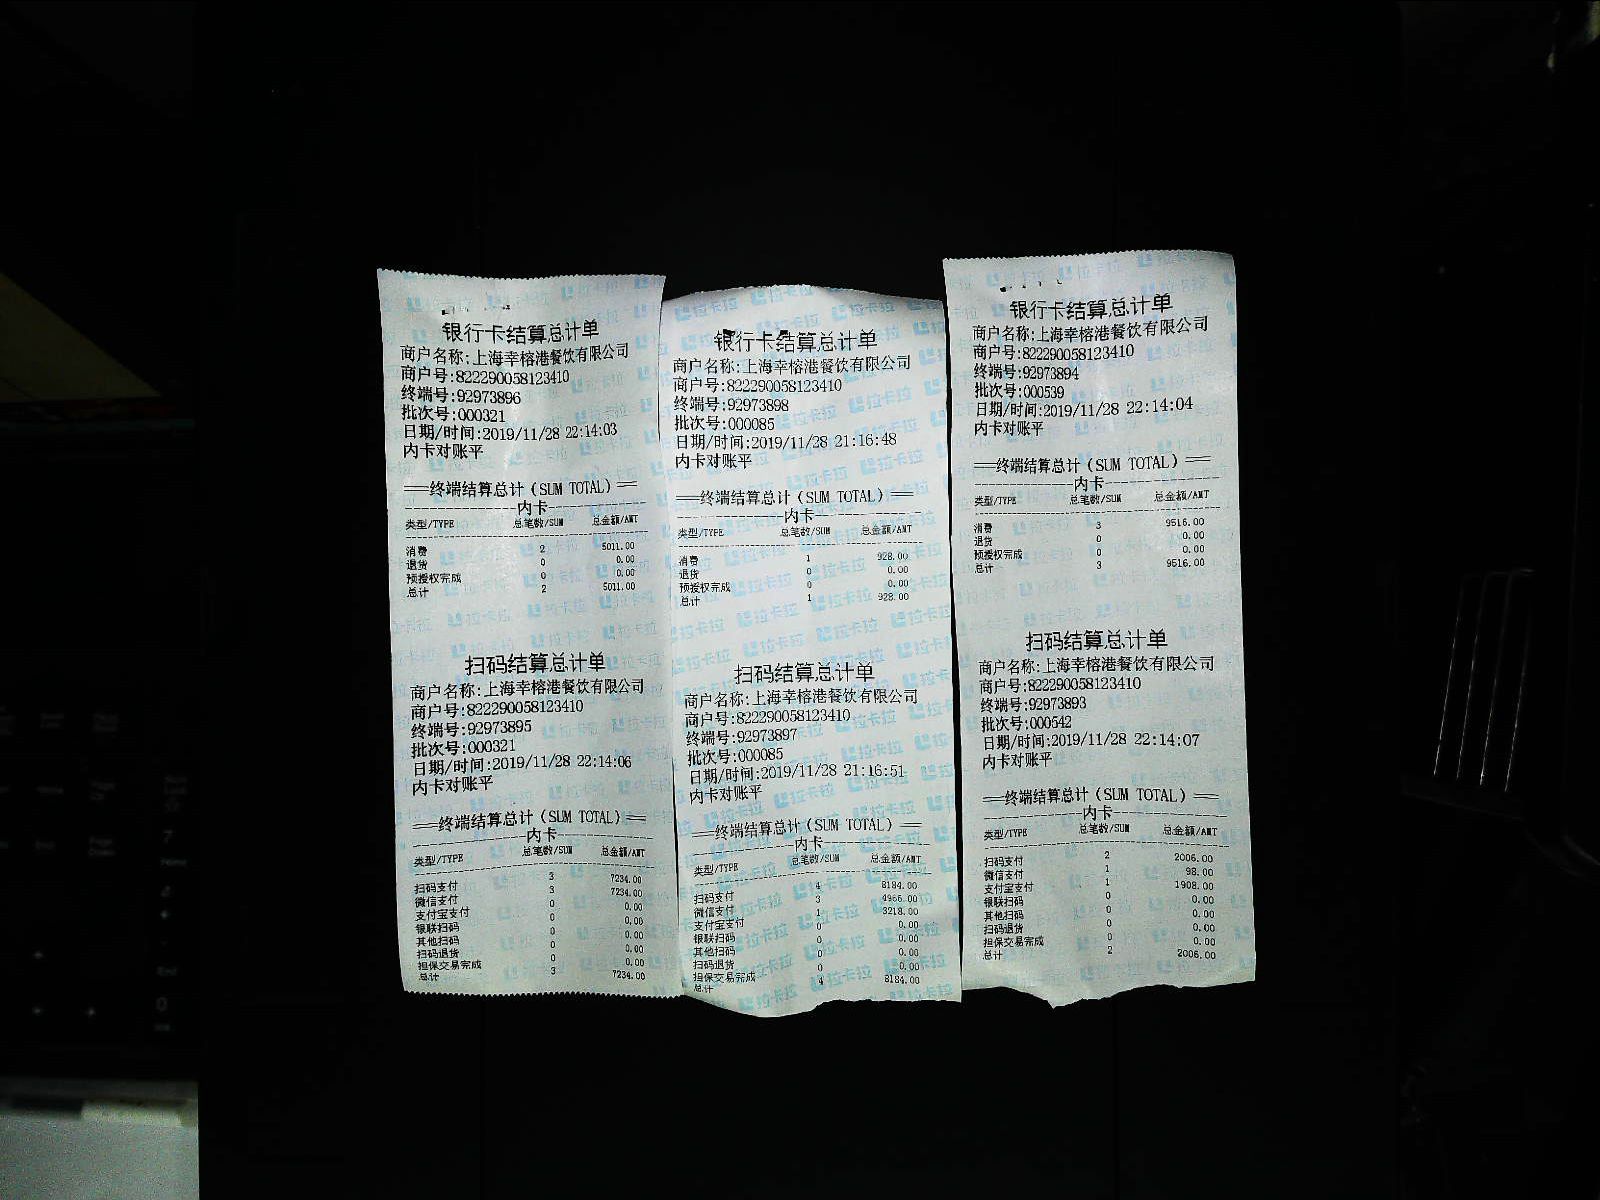 银行卡结算总计单
商户名称:上海幸榕港餐饮有限公司
商户号:822290058123410
终端号:92973896
批次号:000321
日期/时间:2019/11/28 22:14:03
内卡对账平
==终端结算总计(SUM TOTAL)==
内卡
类型/TYPE 总笔数/SUM 总金额/AMT
消费 2 5011.00
退货 0 0.00
预授权完成 0 0.00
总计 2 5011.00
扫码结算总计单
商户名称:上海幸榕港餐饮有限公司
商户号:822290058123410
终端号:92973895
批次号:000321
日期/时间:2019/11/28 22:14:06
内卡对账平
==终端结算总计(SUM TOTAL)==
内卡
类型/TYPE 总笔数/SUM 总金额/AMT
扫码支付 3 7234.00
微信支付 3 7234.00
支付宝支付 0 0.00
银联扫码 0 0.00
其他扫码 0 0.00
扫码退货 0 0.00
担保交易完成 0 0.00
总计 3 7234.00
银行卡结算总计单
商户名称:上海幸榕港餐饮有限公司
商户号:822290058123410
终端号:92973898
批次号:000085
日期/时间:2019/11/28 21:16:48
内卡对账平
==终端结算总计(SUM TOTAL)==
内卡
类型/TYPE 总笔数/SUM 总金额/AMT
消费 1 928.00
退货 0 0.00
预授权完成 0 0.00
总计 1 928.00
扫码结算总计单
商户名称:上海幸榕港餐饮有限公司
商户号:822290058123410
终端号:92973897
批次号:000085
日期/时间:2019/11/28 21:16:51
内卡对账平
==终端结算总计(SUM TOTAL)==
内卡
类型/TYPE 总笔数/SUM 总金额/AMT
扫码支付 4 8184.00
微信支付 3 4966.00
支付宝支付 1 3218.00
银联扫码 0 0.00
其他扫码 0 0.00
扫码退货 0 0.00
担保交易完成 0 0.00
总计 4 8184.00
银行卡结算总计单
商户名称:上海幸榕港餐饮有限公司
商户号:822290058123410
终端号:92973894
批次号:000539
日期/时间:2019/11/28 22:14:04
内卡对账平
==终端结算总计(SUM TOTAL)==
内卡
类型/TYPE 总笔数/SUM 总金额/AMT
消费 3 9516.00
退货 0 0.00
预授权完成 0 0.00
总计 3 9516.00
扫码结算总计单
商户名称:上海幸榕港餐饮有限公司
商户号:822290058123410
终端号:92973893
批次号:000542
日期/时间:2019/11/28 22:14:07
内卡对账平
==终端结算总计(SUM TOTAL)==
内卡
类型/TYPE 总笔数/SUM 总金额/AMT
扫码支付 2 2006.00
微信支付 1 98.00
支付宝支付 1 1908.00
银联扫码 0 0.00
其他扫码 0 0.00
扫码退货 0 0.00
担保交易完成 0 0.00
总计 2 2006.00